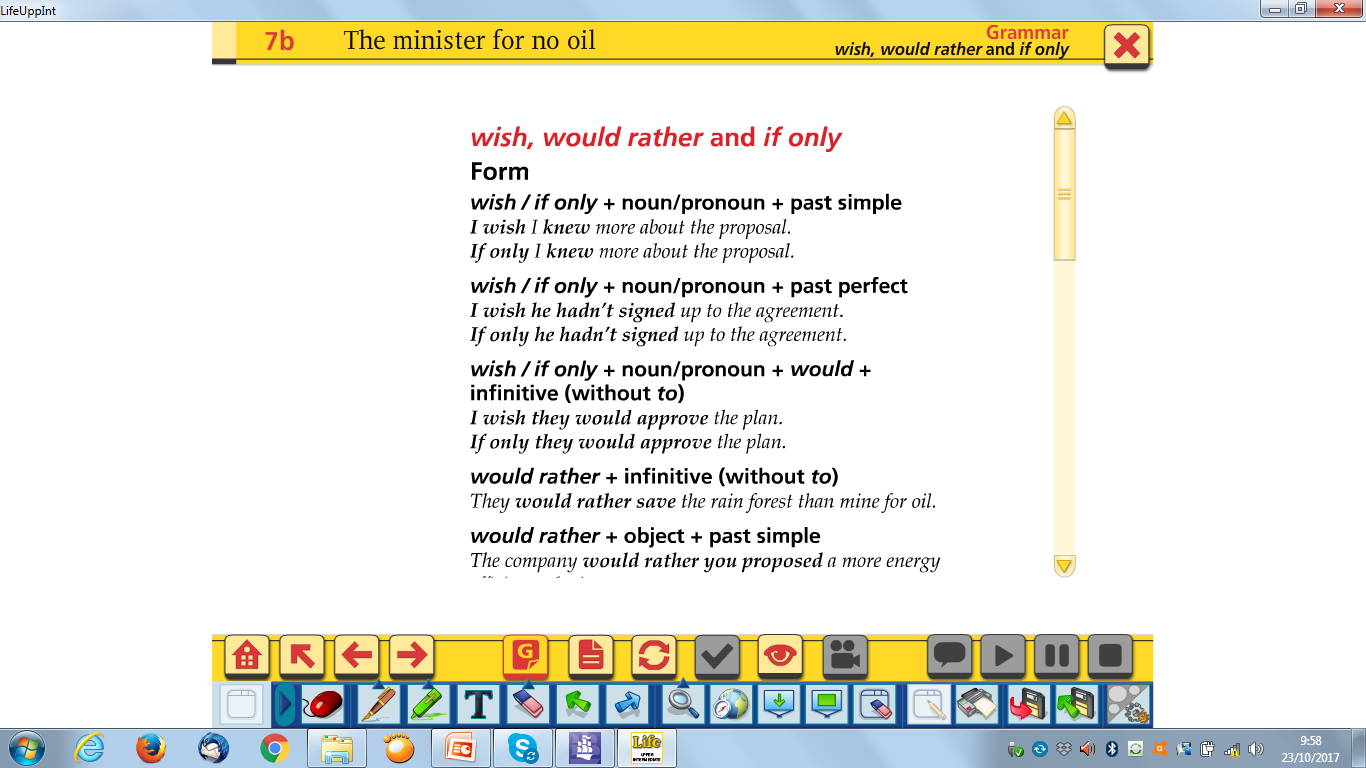 LifeUppInt
7b The minister for no oil
Grammar
wish, would rather and if only
wish, would rather and if only
Form
wish / if only + noun/pronoun + past simple
I wish I knew more about the proposal.
If only I knew more about the proposal.
wish / if only + noun/pronoun + past perfect
I wish he hadn't signed up to the agreement.
If only he hadn't signed up to the agreement.
wish / if only + noun/pronoun + would +
infinitive (without to)
I wish they would approve the plan.
If only they would approve the plan.
would rather + infinitive (without to)
They would rather save the rain forest than mine for oil.
would rather + object + past simple
The company would rather you proposed a more energy
G
T
Life
UPPER
INTERMEDIATE
9:58
23/10/2017